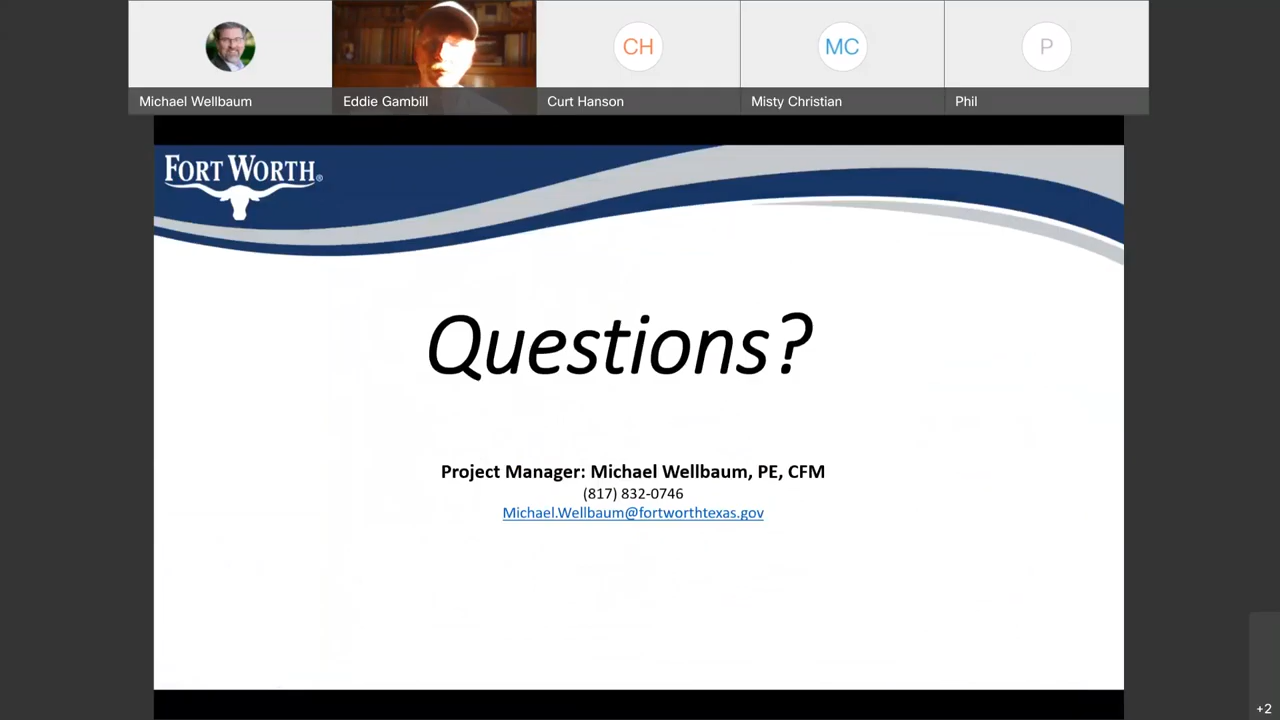 CH
MC
P
Michael Wellbaum
Eddie Gambill
Curt Hanson
Misty Christian
Phil
FORT WORTH®
Questions?
Project Manager: Michael Wellbaum, PE, CFM
(817) 832-0746
Michael.Wellbaum@fortworthtexas.gov
+2